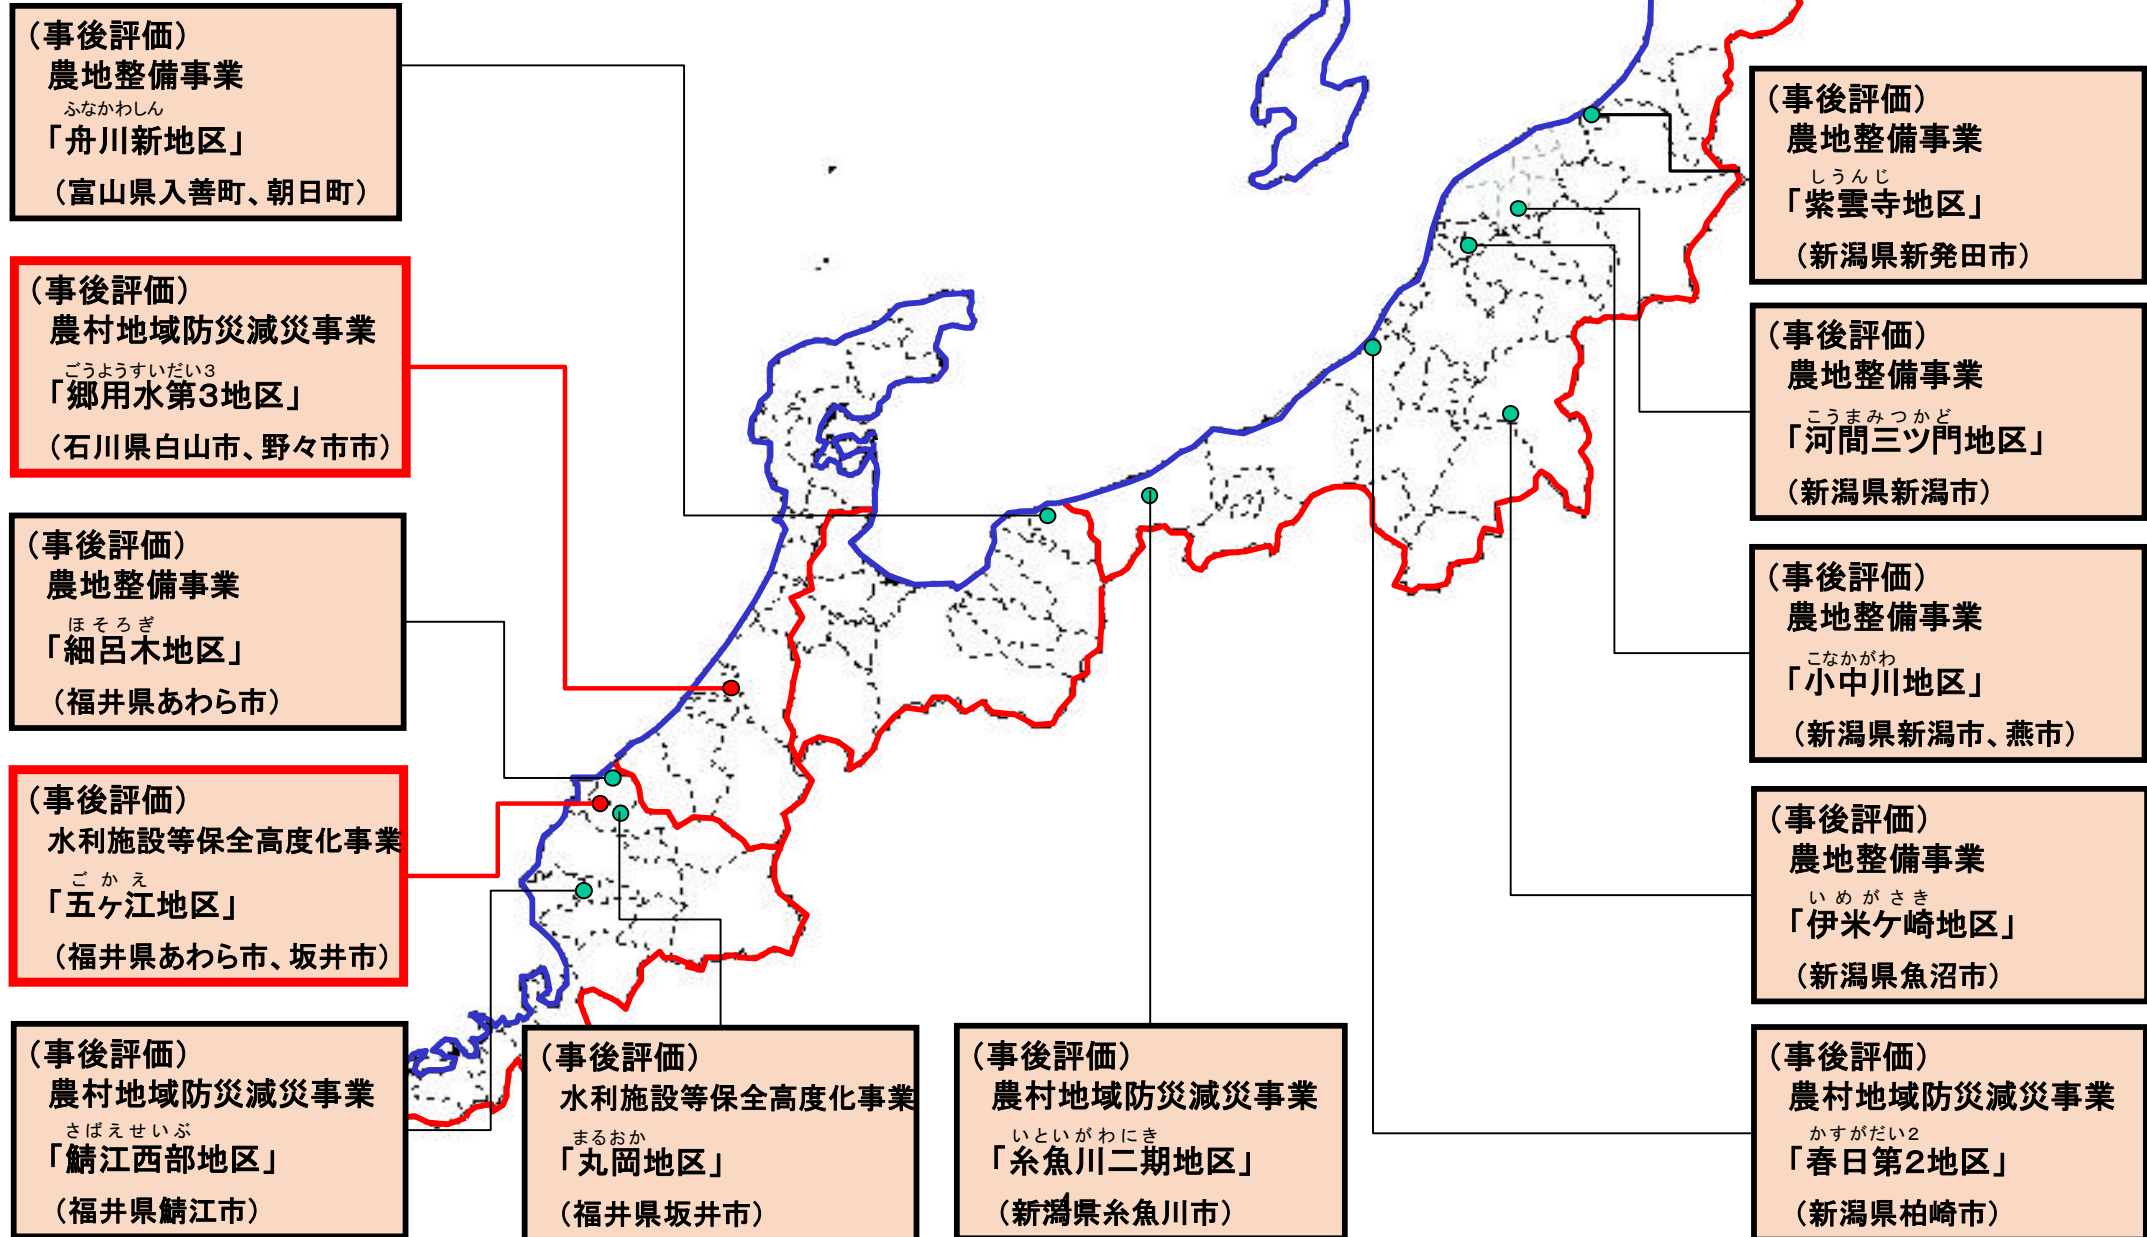 （事後評価）
農地整備事業
ふなかわしん
「舟川新地区」
（富山県入善町、朝日町）
（事後評価）
農村地域防災減災事業
ごうようすいだい3
「郷用水第3地区」
（石川県白山市、野々市市）
（事後評価）
農地整備事業
ほそろぎ
「細呂木地区」
（福井県あわら市）
（事後評価）
水利施設等保全高度化事業
ごかえ
「五ヶ江地区」
（福井県あわら市、坂井市）
（事後評価）
農村地域防災減災事業
さばえせいぶ
「鯖江西部地区」
（福井県鯖江市）
（事後評価）
水利施設等保全高度化事業
まるおか
「丸岡地区」
（福井県坂井市）
（事後評価）
農村地域防災減災事業
いといがわにき
「糸魚川二期地区」
（新潟県糸魚川市）
（事後評価）
農地整備事業
しうんじ
「紫雲寺地区」
（新潟県新発田市）
（事後評価）
農地整備事業
こうまみつかど
「河間三ツ門地区」
（新潟県新潟市）
（事後評価）
農地整備事業
こなかがわ
「小中川地区」
（新潟県新潟市、燕市）
（事後評価）
農地整備事業
いめがさき
「伊米ケ崎地区」
（新潟県魚沼市）
（事後評価）
農村地域防災減災事業
かすがだい2
「春日第2地区」
（新潟県柏崎市）